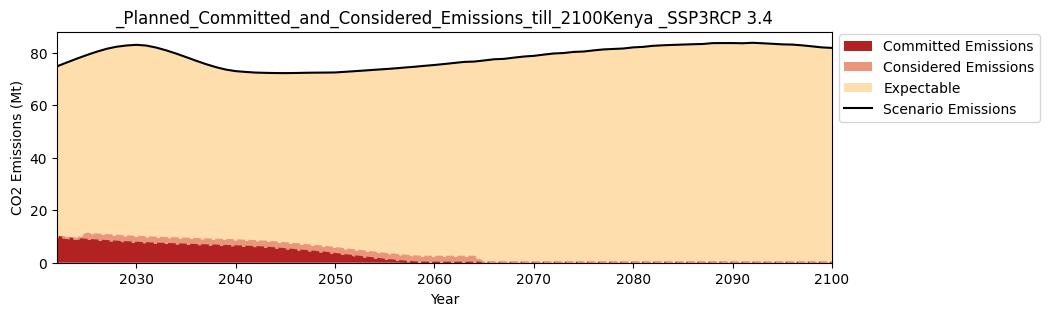 _Planned_Committed_and_Considered_Emissions_till_2100Kenya _SSP3RCP 3.4
Committed Emissions
Considered Emissions
Expectable
Scenario Emissions
CO2 Emissions (Mt)
80
60
40
20
0
2030 2040 2050 2060 2070 2080 2090 2100
Year